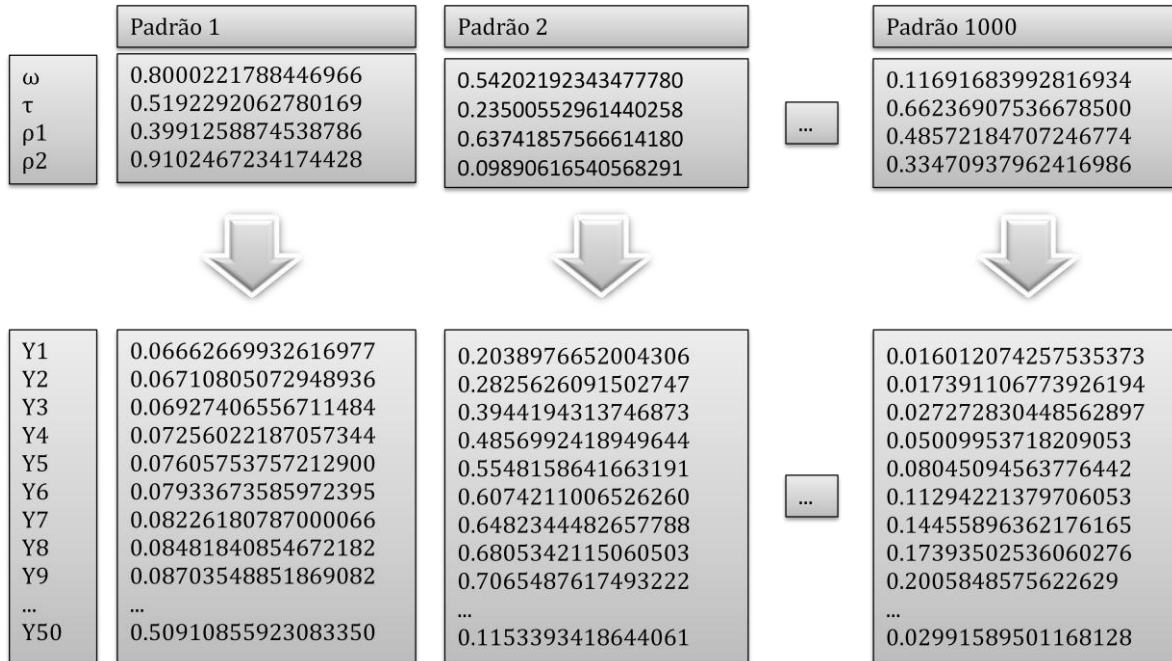 Padrão 1
Padrão 2
Padrão 1000
ω
τ
ρ1
ρ2
0.8000221788446966
0.5192292062780169
0.3991258874538786
0.9102467234174428
0.54202192343477780
0.23500552961440258
0.63741857566614180
0.09890616540568291
...
0.11691683992816934
0.66236907536678500
0.48572184707246774
0.33470937962416986
Y1
Y2
Y3
Y4
Y5
Y6
Y7
Y8
Y9
...
Y50
0.06662669932616977
0.06710805072948936
0.06927406556711484
0.07256022187057344
0.07605753757212900
0.07933673585972395
0.08226180787000066
0.08481840854672182
0.08703548851869082
...
0.50910855923083350
0.2038976652004306
0.2825626091502747
0.39441943137​46873
0.4856992418949644
0.5548158641663191
0.6074211006526260
0.6482344482657788
0.6805342115060503
0.7065487617493222
...
0.1153393418644061
...
0.016012074257535373
0.017391106773926194
0.027272830448562897
0.05009953718209053
0.08045094563776442
0.11294221379706053
0.14455896362176165
0.17393502536060276
0.2005848575622629
...
0.02991589501168128